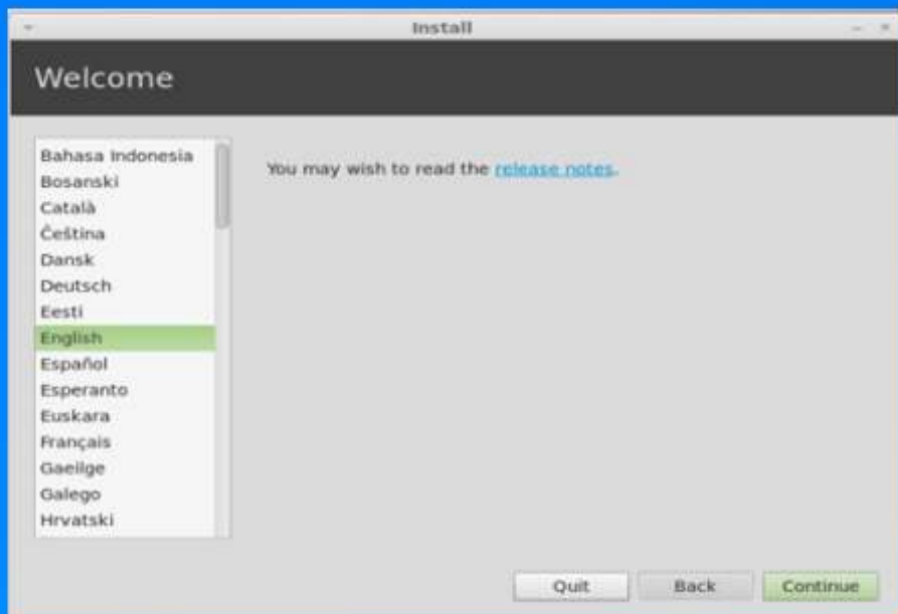 Install
Welcome
Bahasa Indonesia
Bosanski
Català
Čeština
Dansk
Deutsch
Eesti
English
Español
Esperanto
Euskara
Français
Gaeilge
Galego
Hrvatski
You may wish to read the release notes.
Quit
Back
Continue